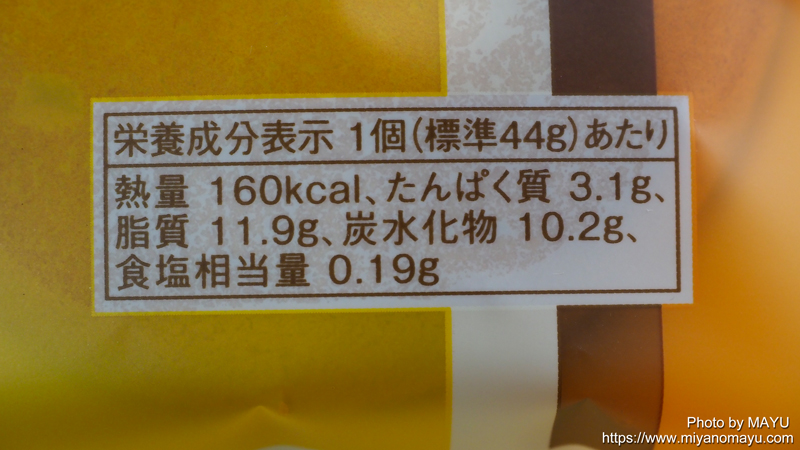 栄養成分表示 1個(標準44g)あたり
熱量 160kcal、たんぱく質 3.1g、
脂質 11.9g、炭水化物 10.2g、
食塩相当量 0.19g
Photo by MAYU
https://www.miyanomayu.com